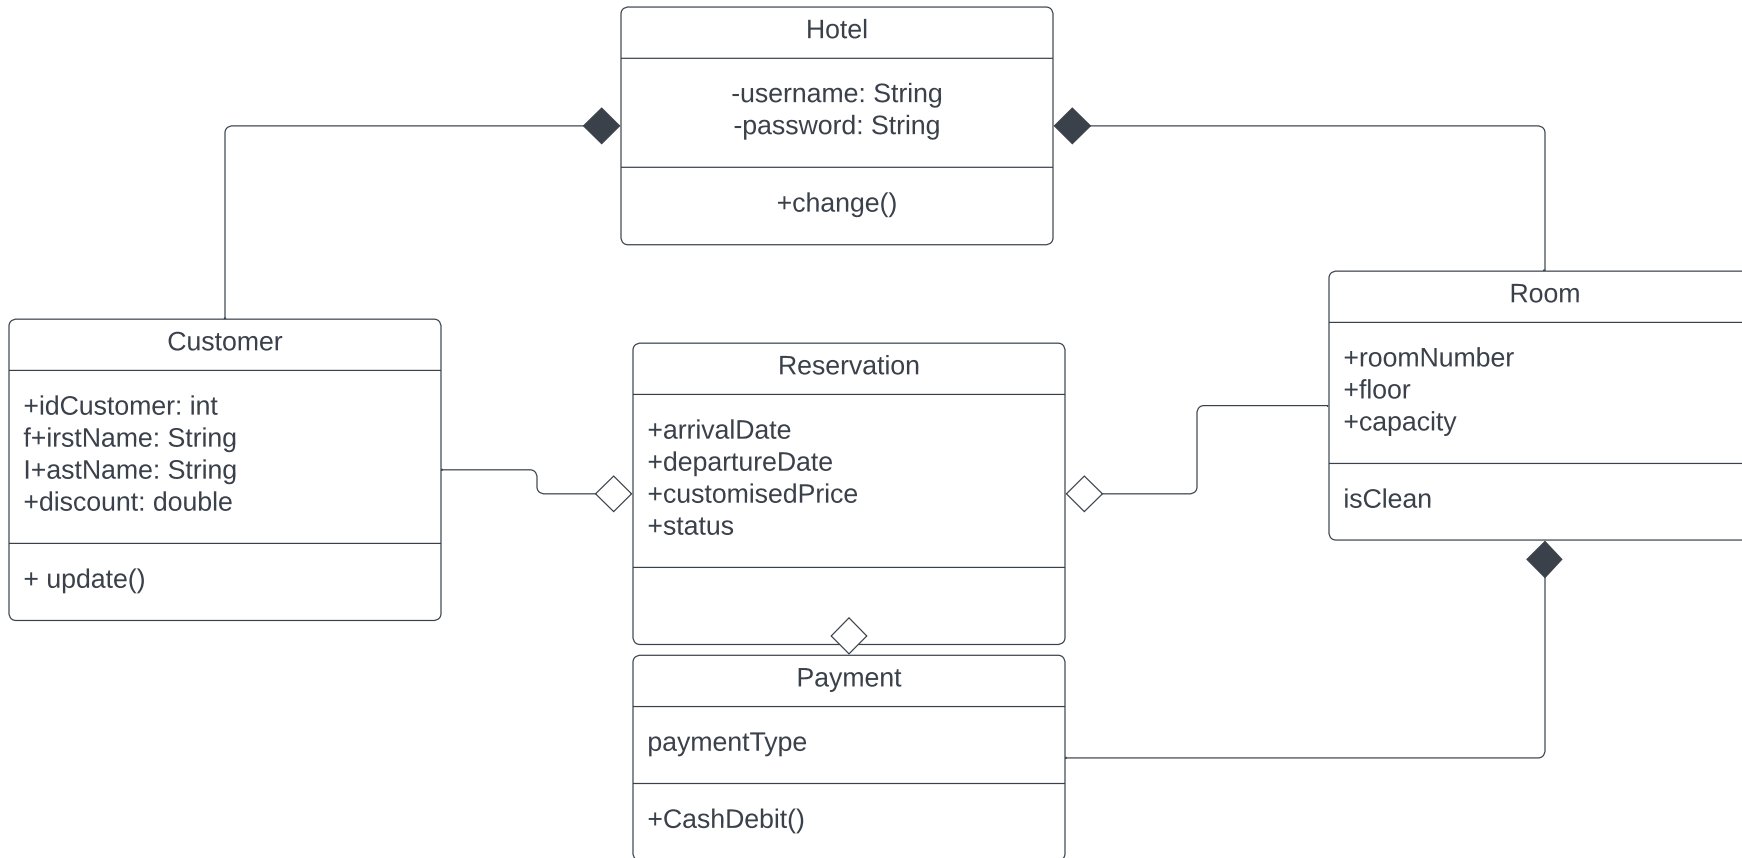 Hotel
-username: String
-password: String
+change()
Customer
+idCustomer: int
f+irstName: String
l+astName: String
+discount: double
+ update()
Reservation
+arrivalDate
+departureDate
+customisedPrice
+status
Room
+roomNumber
+floor
+capacity
isClean
Payment
paymentType
+CashDebit()